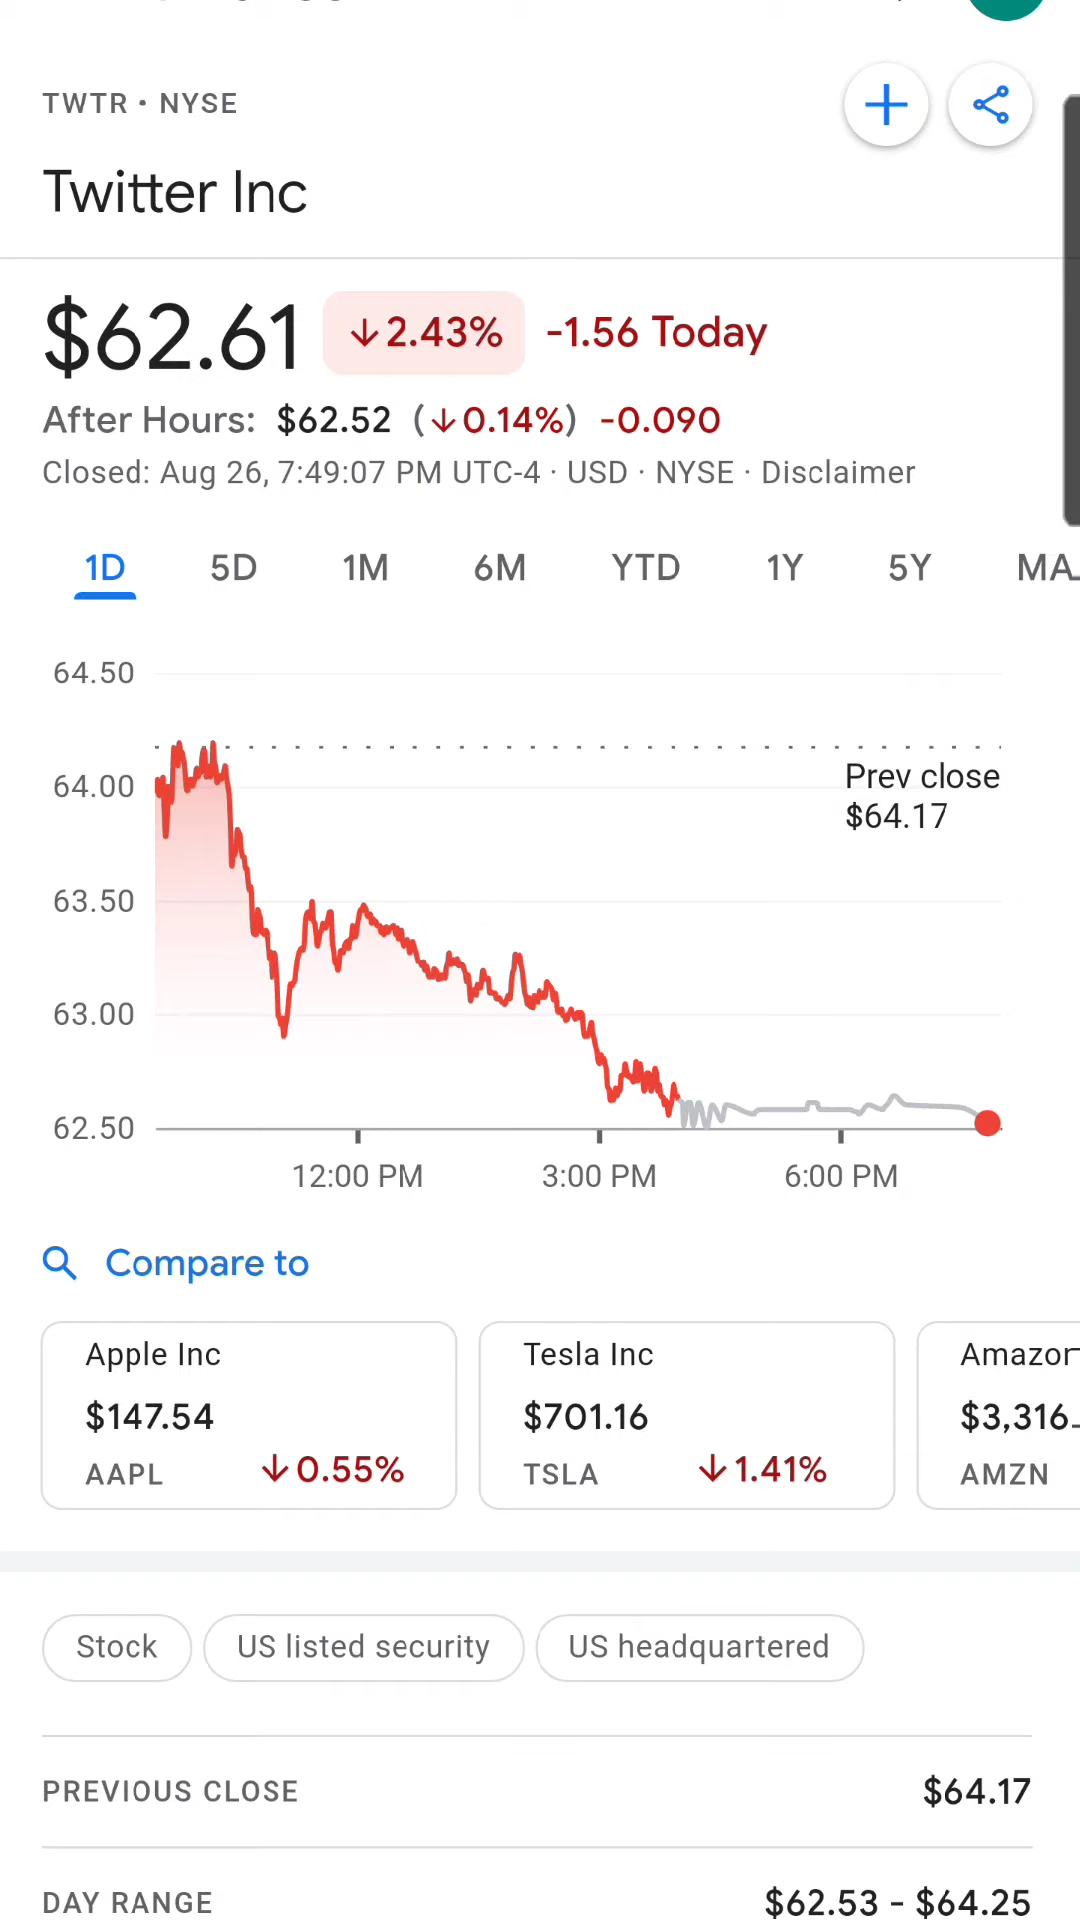 TWTR • NYSE
Twitter Inc
$62.61 ↓2.43% -1.56 Today
After Hours: $62.52 (↓0.14%) -0.090
Closed: Aug 26, 7:49:07 PM UTC-4 · USD · NYSE · Disclaimer
1D 5D 1M 6M YTD 1Y 5Y MA
64.50
64.00
63.50
63.00
62.50
Prev close
$64.17
12:00 PM 3:00 PM 6:00 PM
Compare to
Apple Inc
$147.54
AAPL ↓0.55%
Tesla Inc
$701.16
TSLA ↓1.41%
Amazon
$3,316.
AMZN
Stock
US listed security
US headquartered
PREVIOUS CLOSE $64.17
DAY RANGE $62.53 - $64.25